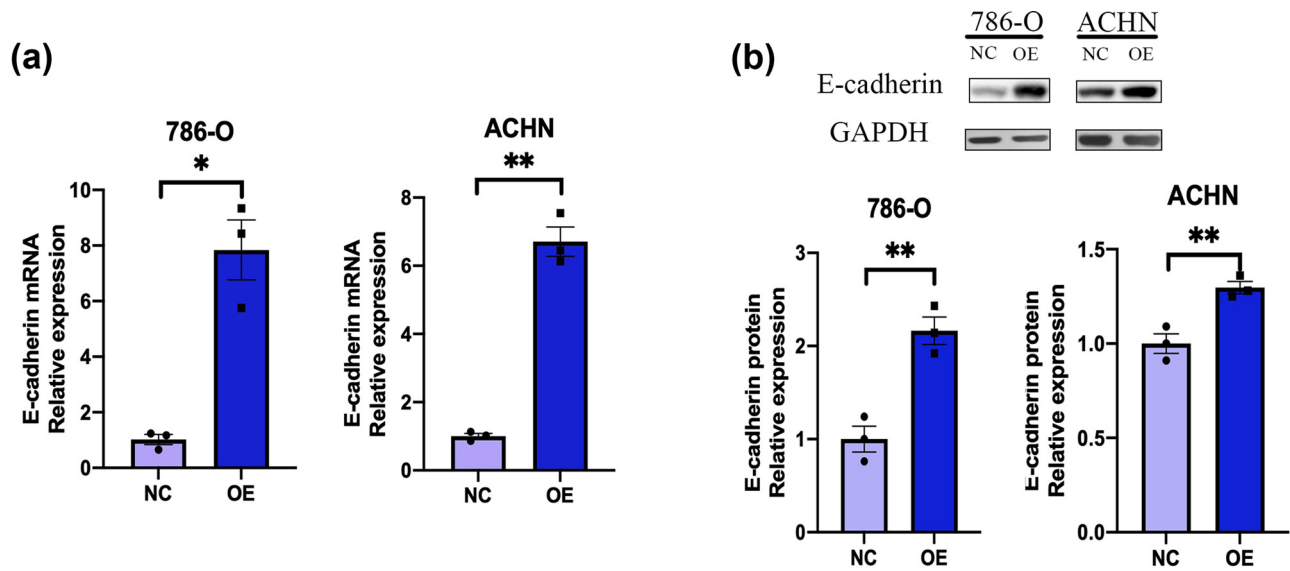 (a)
786-O
*
E-cadherin mRNA
Relative expression
10
8
6
4
2
0
NC OE
ACHN
**
E-cadherin mRNA
Relative expression
8
6
4
2
0
NC OE
(b)
786-O ACHN
NC OE NC OE
E-cadherin
GAPDH
786-O
**
E-cadherin protein
Relative expression
3
2
1
0
NC OE
ACHN
**
E-cadherin protein
Relative expression
1.5
1.0
0.5
0.0
NC OE